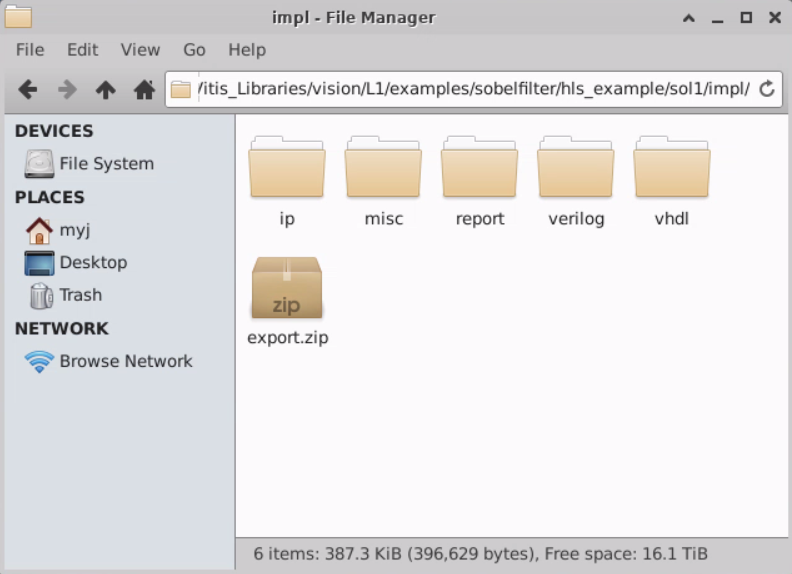 impl - File Manager
File Edit View Go Help
/itis_Libraries/vision/L1/examples/sobelfilter/hls_example/sol1/impl/
DEVICES
File System
PLACES
myj
Desktop
Trash
NETWORK
Browse Network
ip misc report verilog vhdl
zip
export.zip
6 items: 387.3 KiB (396,629 bytes), Free space: 16.1 TiB